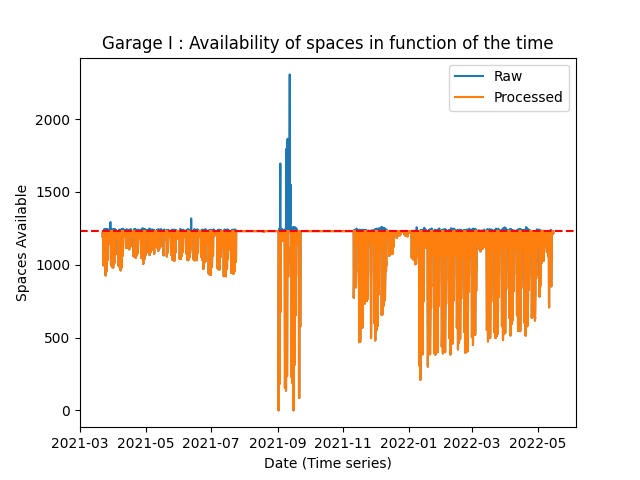 Garage I : Availability of spaces in function of the time
Raw
Processed
Spaces Available
2000
1500
1000
500
0
2021-03 2021-05 2021-07 2021-09 2021-11 2022-01 2022-03 2022-05
Date (Time series)